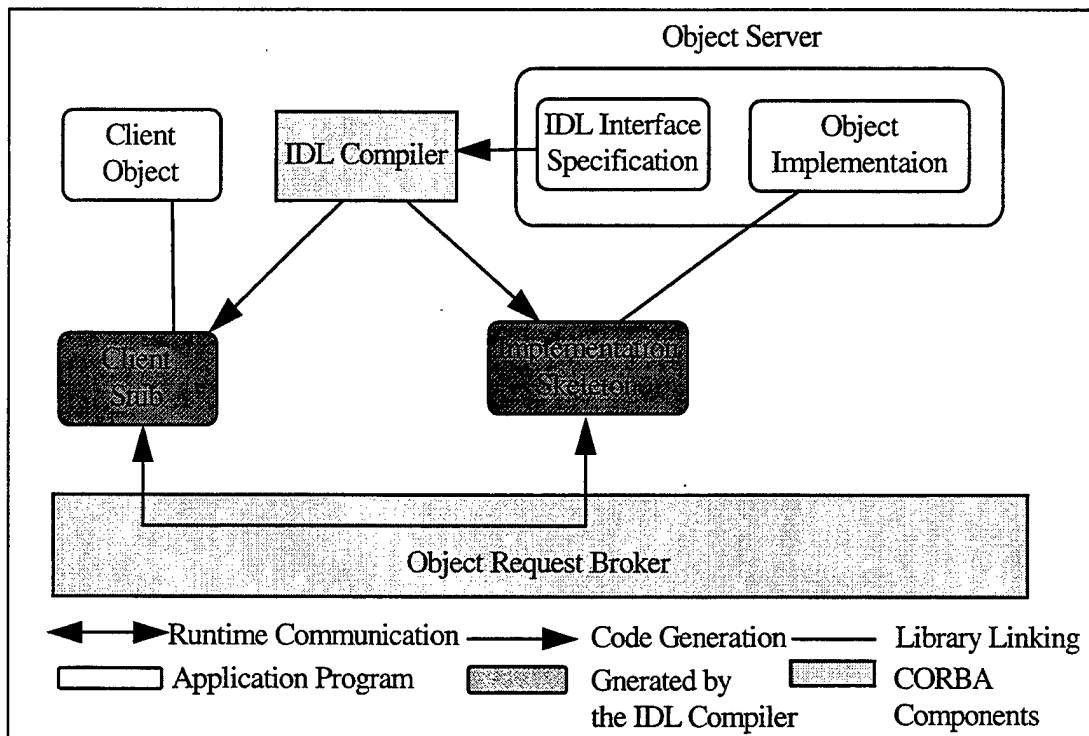 Object Server
Client
Object
IDL Compiler
IDL Interface
Specification
Object
Implementaion
Client
Stub
Implementation
Skeleton
Object Request Broker
Runtime Communication
Code Generation
Library Linking
Application Program
Gnerated by
the IDL Compiler
CORBA
Components